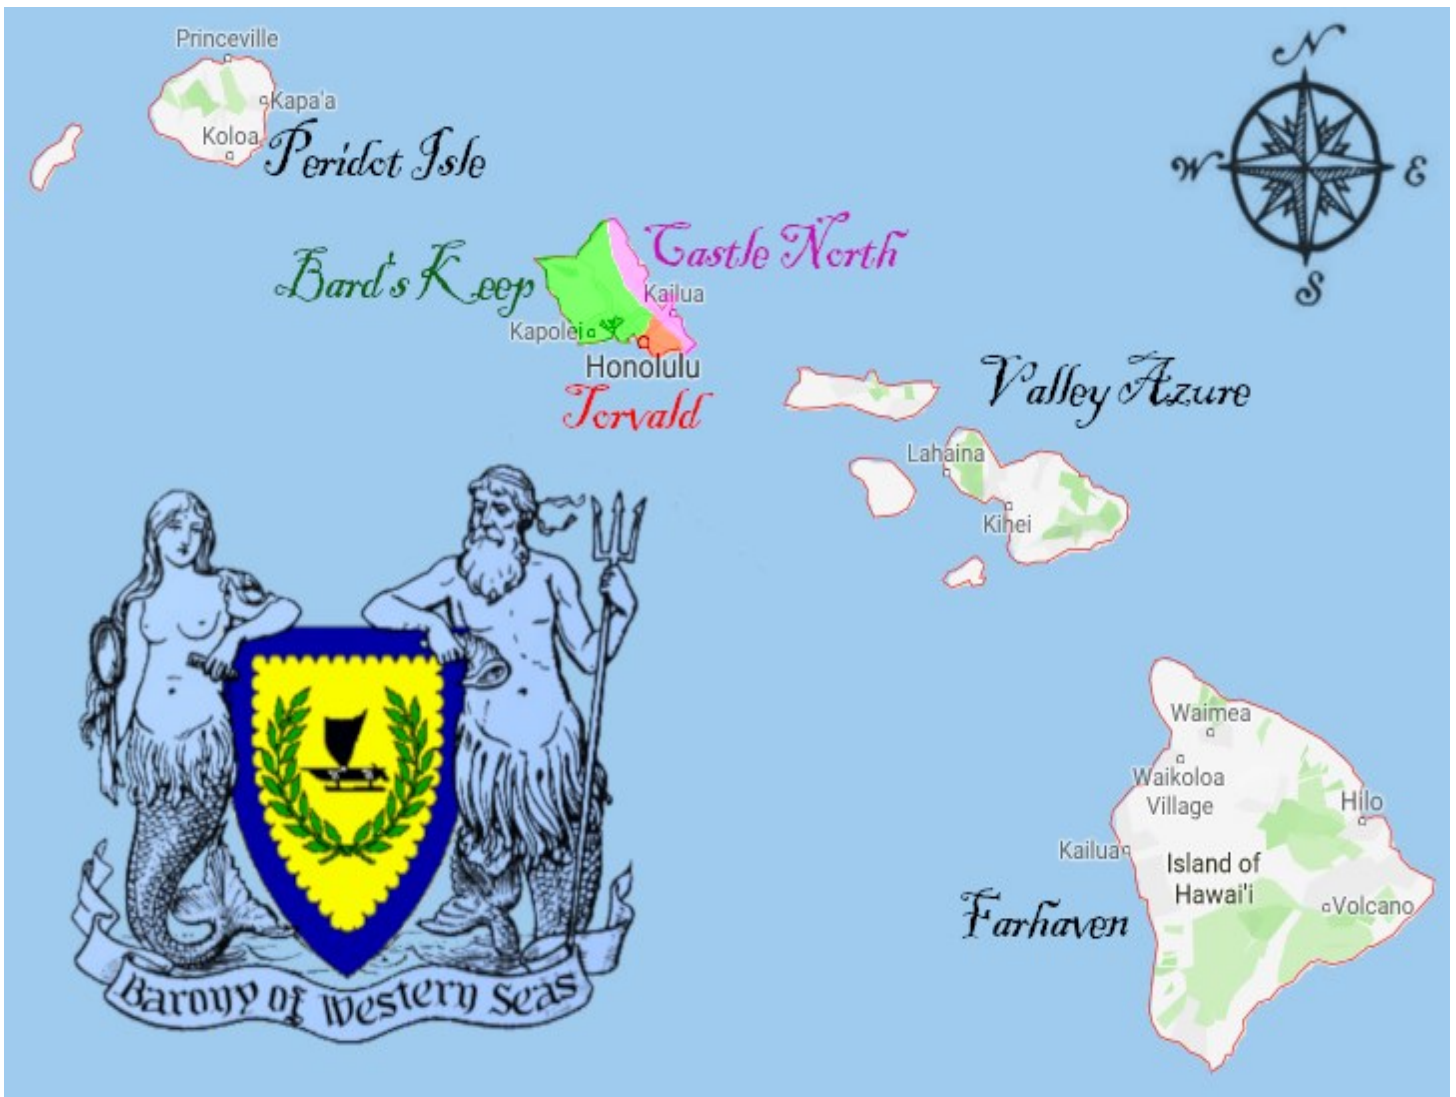 Princeville
Kapa'a
Koloa
Peridot Isle
N
W
E
S
Castle North
Bard's Keep
Kailua
Kapolei
Honolulu
Torvald
Valley Azure
Lahaina
Kihei
Waimea
Waikoloa
Village
Hilo
Kailua
Island of
Hawai'i
Volcano
Farhaven
Barony of Western Seas